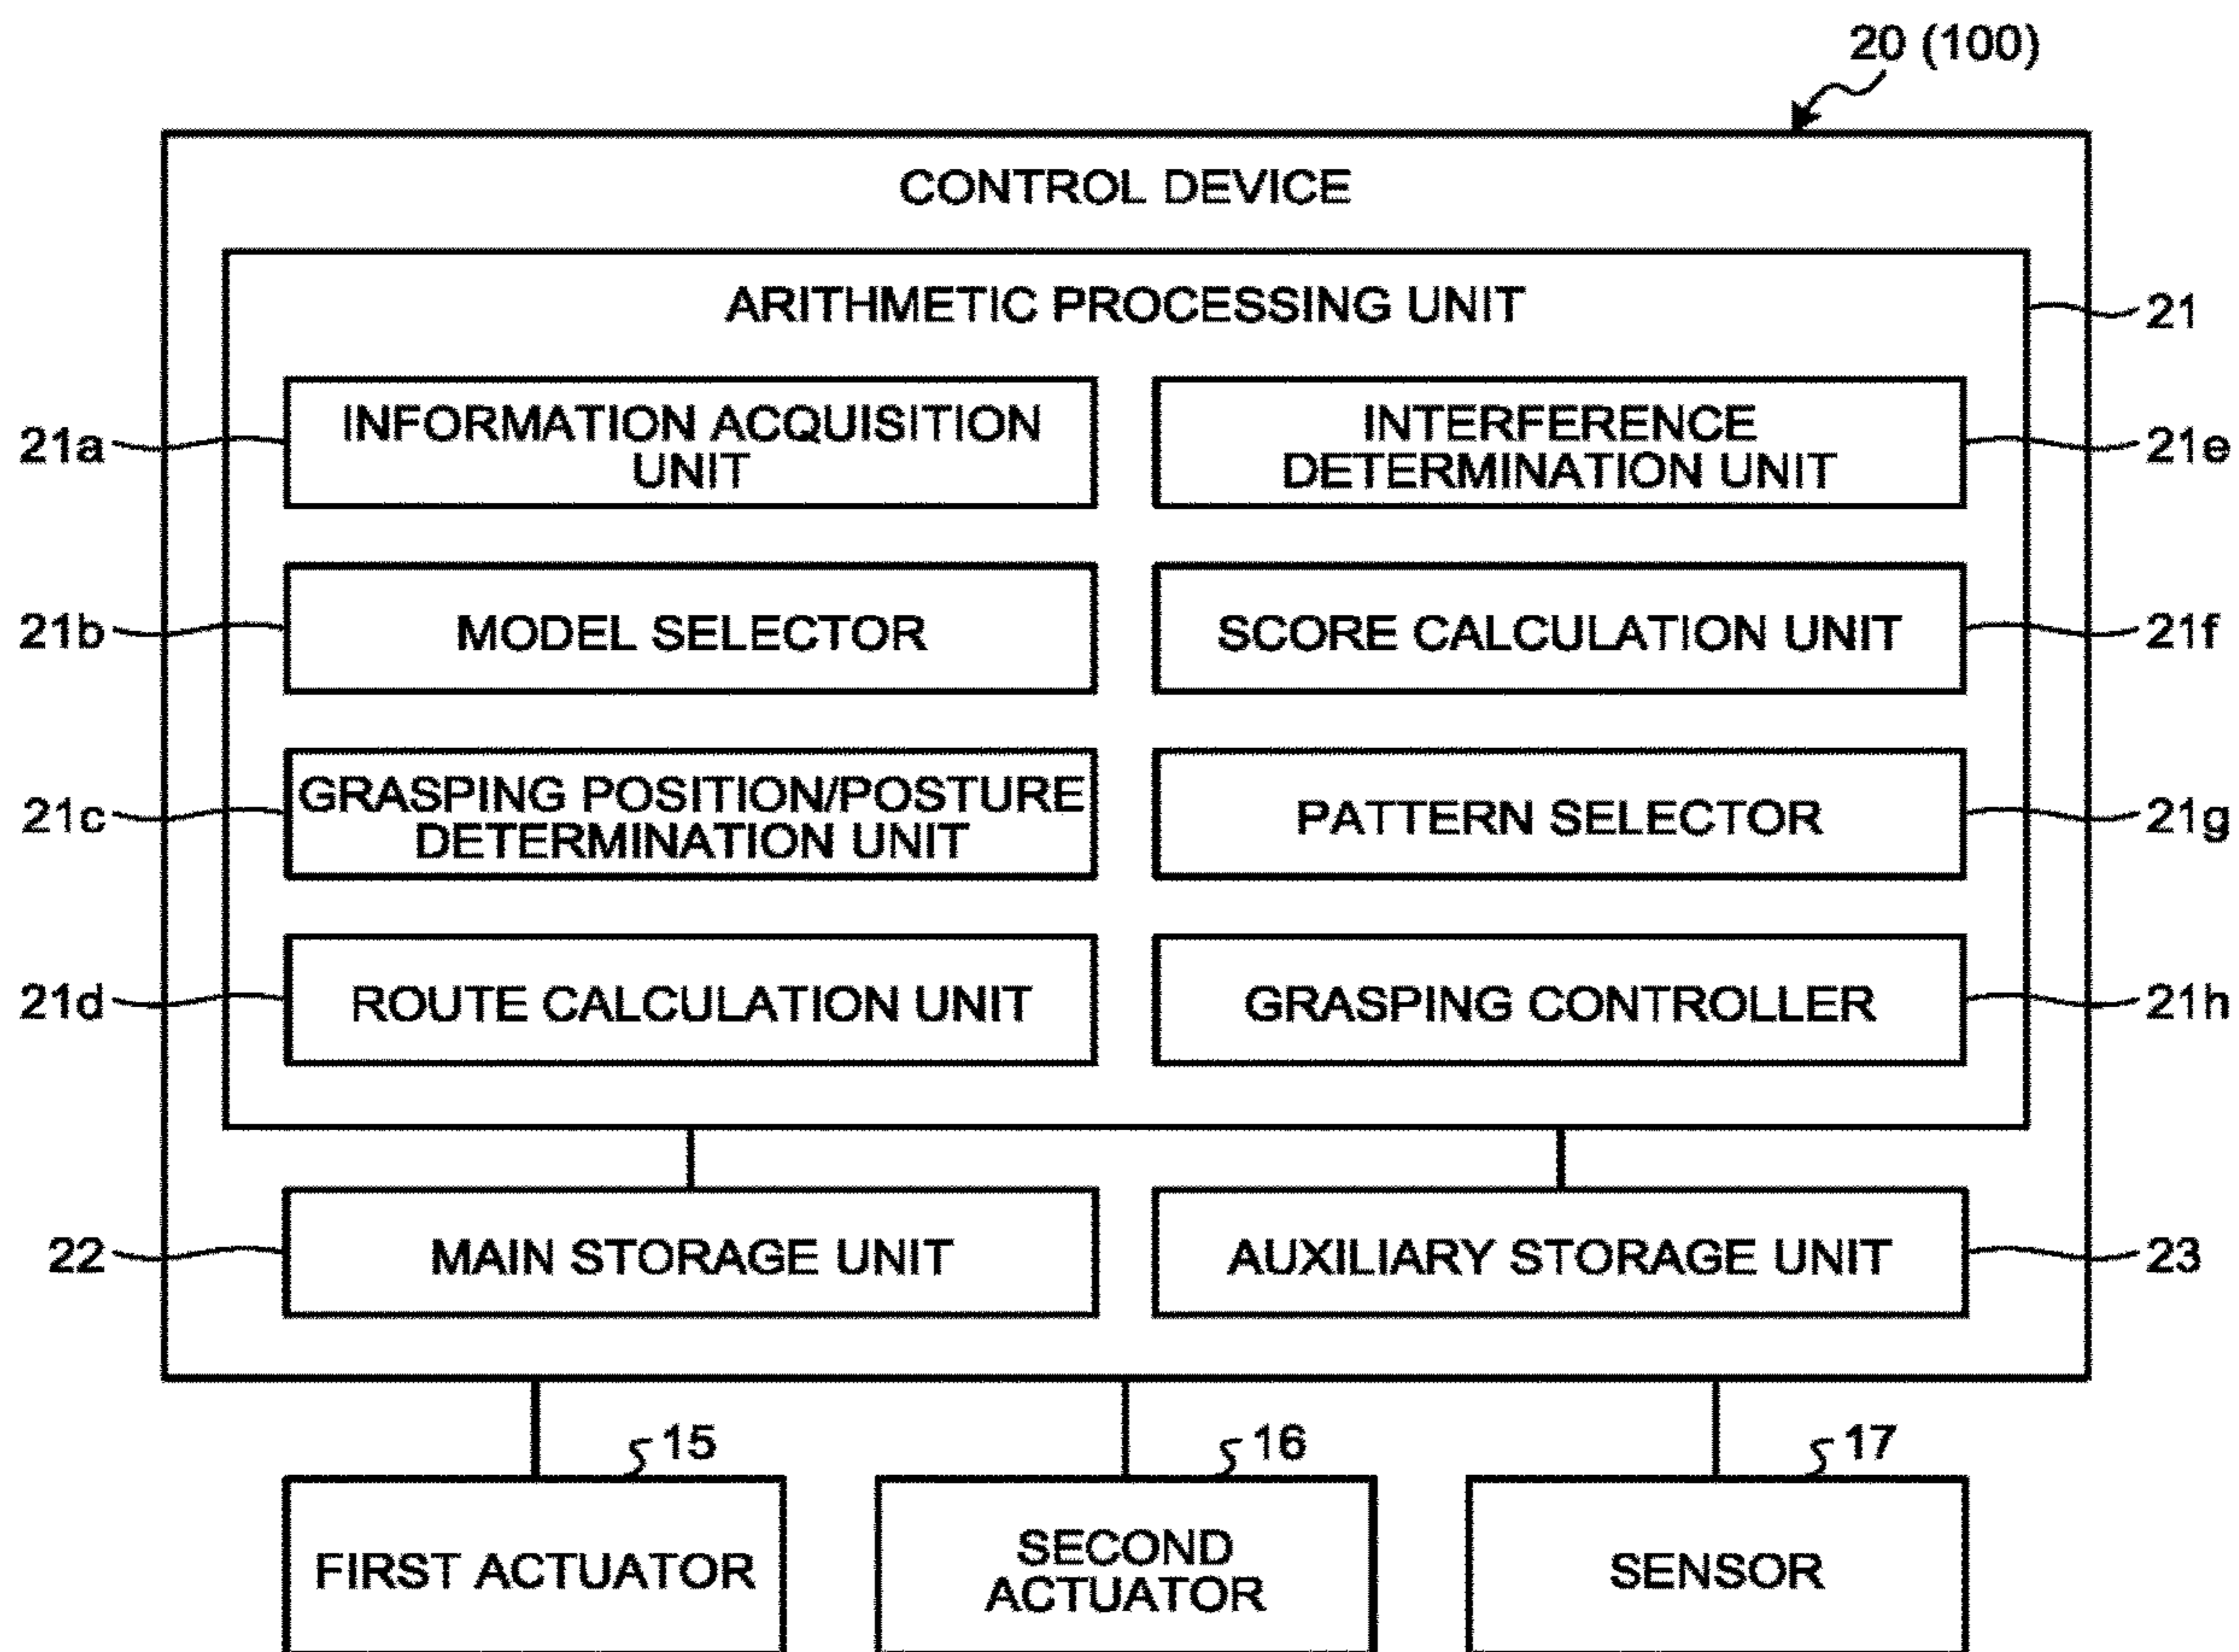 20 (100)
CONTROL DEVICE
ARITHMETIC PROCESSING UNIT
21
21a
INFORMATION ACQUISITION
UNIT
INTERFERENCE
DETERMINATION UNIT
21e
21b
MODEL SELECTOR
SCORE CALCULATION UNIT
21f
21c
GRASPING POSITION/POSTURE
DETERMINATION UNIT
PATTERN SELECTOR
21g
21d
ROUTE CALCULATION UNIT
GRASPING CONTROLLER
21h
22
MAIN STORAGE UNIT
AUXILIARY STORAGE UNIT
23
15
16
17
FIRST ACTUATOR
SECOND
ACTUATOR
SENSOR